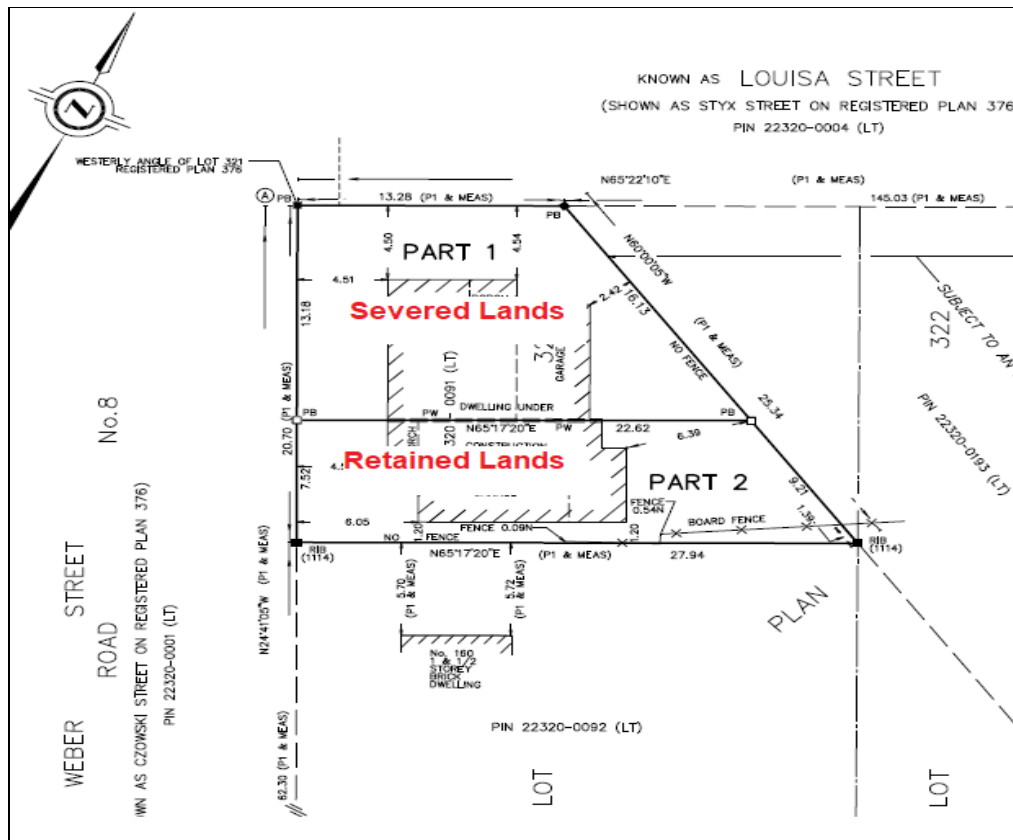 KNOWN AS LOUISA STREET
(SHOWN AS STYX STREET ON REGISTERED PLAN 376
PIN 22320-0004 (LT)
N
WESTERLY ANGLE OF LOT 321
REGISTERED PLAN 376
N65°22'10"E
(P1 & MEAS)
A
PB
13.28 (P1 & MEAS)
145.03 (P1 & MEAS)
PB
4.50
PART 1
4.54
N60°00'05"W
4.51
2.42
16.13
Severed Lands
13.18
(P1 & MEAS)
NO FENCE
GARAGE
322
SUBJECT TO AN
0091 (LT)
DWELLING UNDER
PB
PW
PW
PB
25.34
N65°17'20"E
22.62
20.70 (P1 & MEAS)
No.8
320
CONSTRUCTION
6.39
PIN 22320-0193 (LT)
Retained Lands
7.52
PART 2
9.21
FENCE
0.54N
1.39
6.05
1.20
FENCE 0.09N
1.20
BOARD FENCE
RIB
(1114)
NO FENCE
N65°17'20"E
(P1 & MEAS)
27.94
RIB
(1114)
N24°41'05"W (P1 & MEAS)
5.70
(P1 & MEAS)
5.72
(P1 & MEAS)
PLAN
No. 160
1 & 1/2
STOREY
BRICK
DWELLING
WEBER STREET
ROAD
WN AS CZOWSKI STREET ON REGISTERED PLAN 376)
PIN 22320-0001 (LT)
PIN 22320-0092 (LT)
62.30 (P1 & MEAS)
LOT
LOT